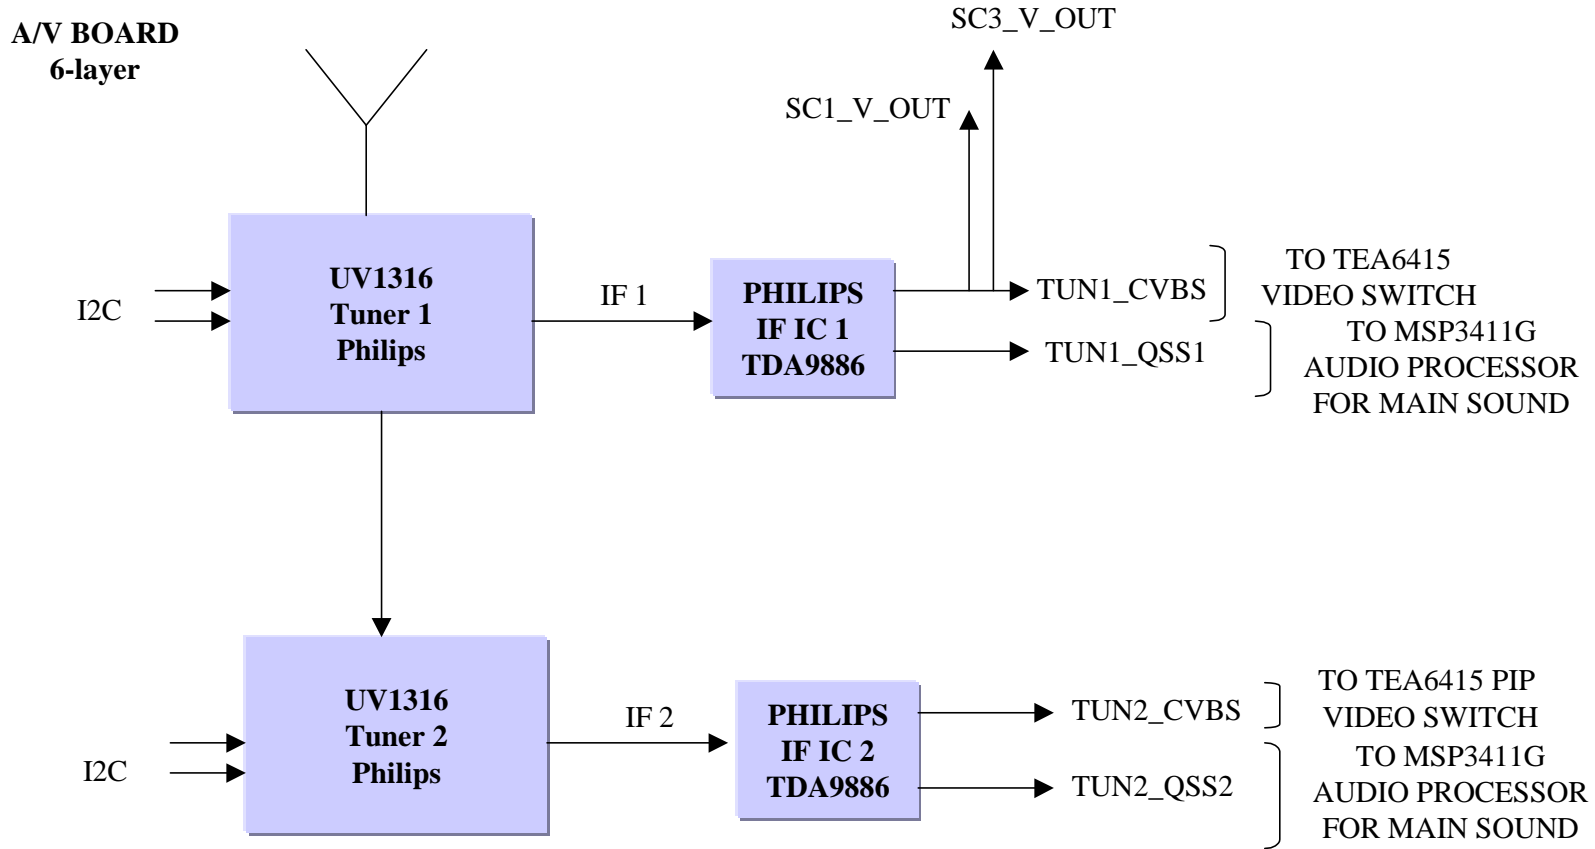 A/V BOARD
6-layer
SC3_V_OUT
SC1_V_OUT
I2C
UV1316
Tuner 1
Philips
IF 1
PHILIPS
IF IC 1
TDA9886
TUN1_CVBS
TUN1_QSS1
TO TEA6415
VIDEO SWITCH
TO MSP3411G
AUDIO PROCESSOR
FOR MAIN SOUND
I2C
UV1316
Tuner 2
Philips
IF 2
PHILIPS
IF IC 2
TDA9886
TUN2_CVBS
TUN2_QSS2
TO TEA6415 PIP
VIDEO SWITCH
TO MSP3411G
AUDIO PROCESSOR
FOR MAIN SOUND